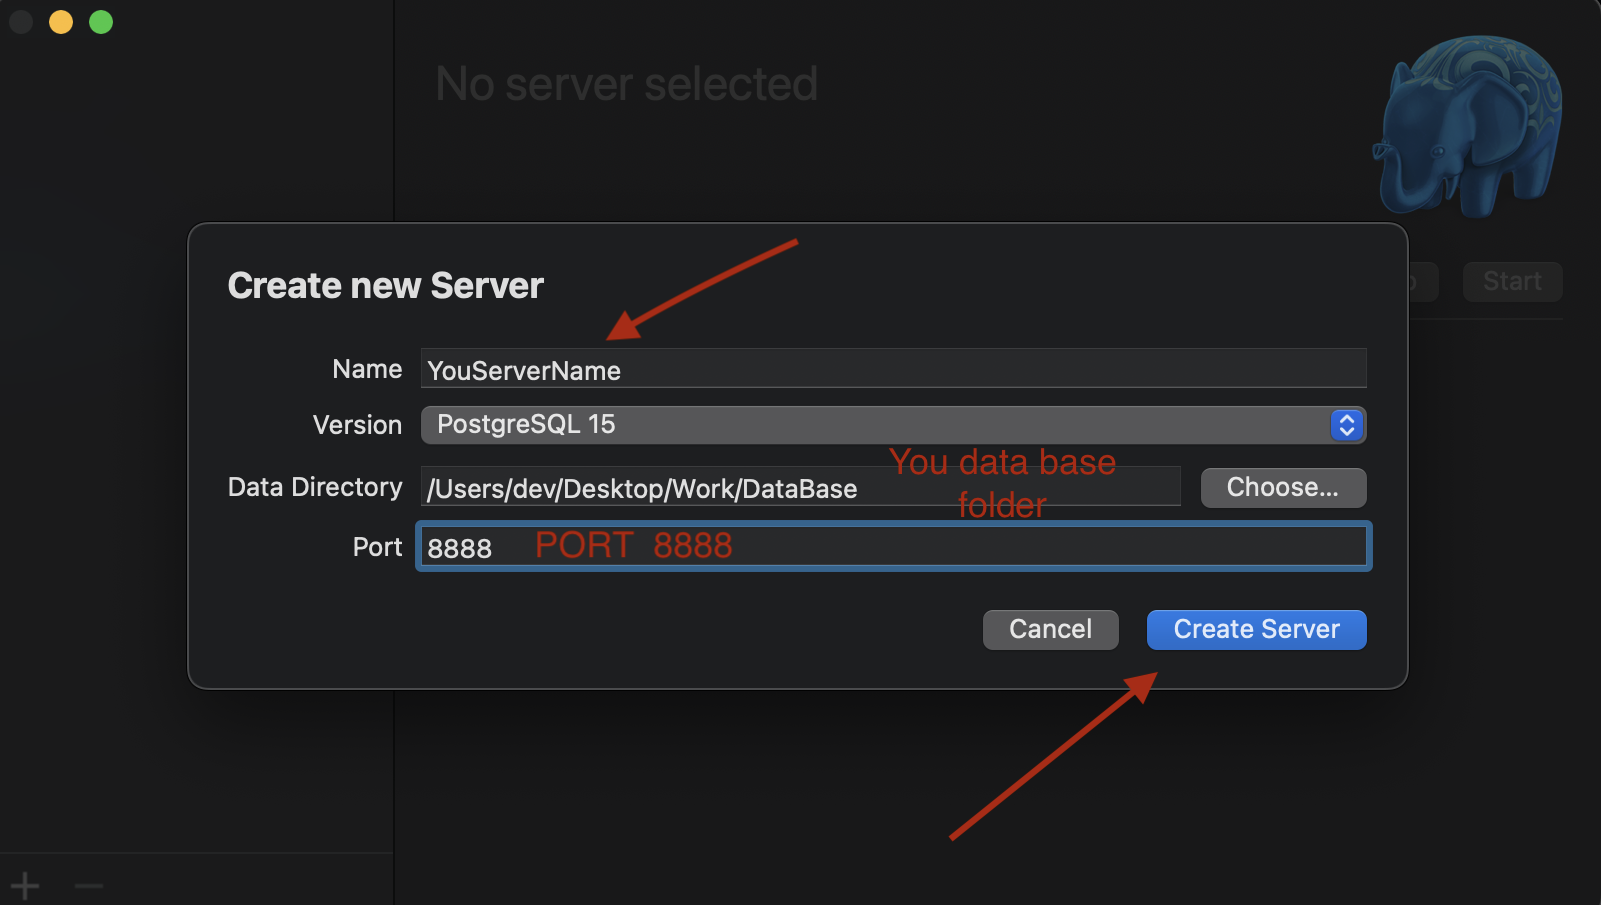 No server selected
Start
Create new Server
Name YouServerName
Version PostgreSQL 15
You data base
Data Directory /Users/dev/Desktop/Work/DataBase Choose...
folder
Port 8888 PORT 8888
Cancel Create Server